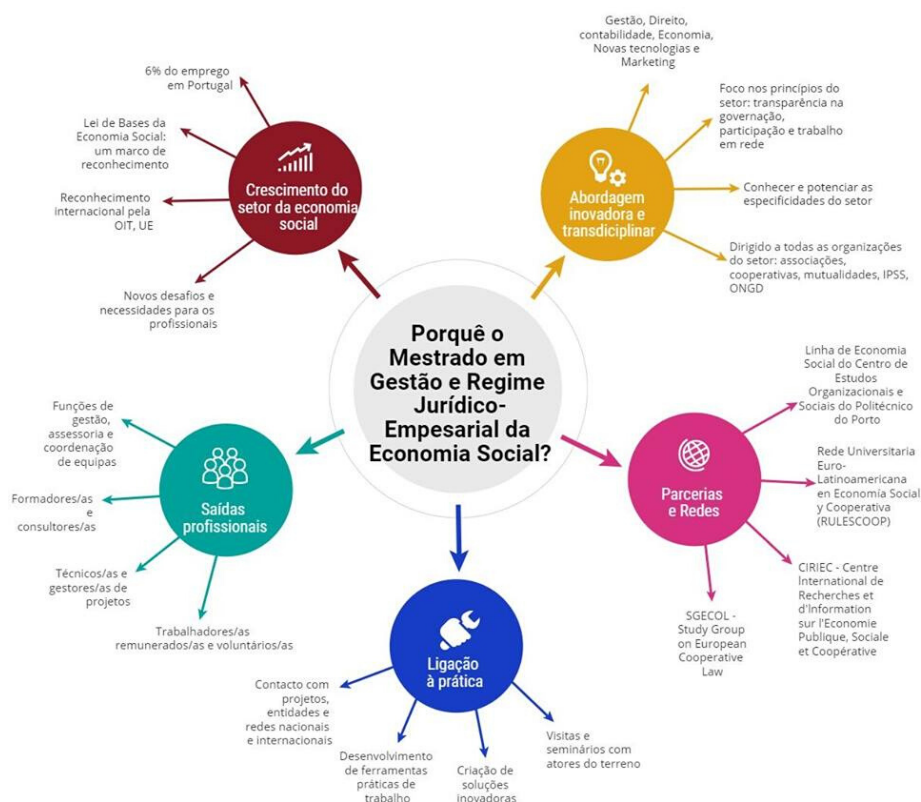 Porquê o
Mestrado em
Gestão e Regime
Jurídico-
Empesarial da
Economia Social?
Crescimento do
setor da economia
social
6% do emprego
em Portugal
Lei de Bases da
Economia Social:
um marco de
reconhecimento
Reconhecimento
internacional pela
OIT, UE
Novos desafios e
necessidades para os
profissionais
Abordagem
inovadora e
transdiciplinar
Gestão, Direito,
contabilidade, Economia,
Novas tecnologias e
Marketing
Foco nos princípios do
setor: transparência na
governação,
participação e trabalho
em rede
Conhecer e potenciar as
especificidades do setor
Dirigido a todas as organizações
do setor: associações,
cooperativas, mutualidades, IPSS,
ONGD
Parcerias
e Redes
Linha de Economia
Social do Centro de
Estudos
Organizacionais e
Sociais do Politécnico
do Porto
Rede Universitaria
Euro-
Latinoamericana
en Economía Social
y Cooperativa
(RULESCOOP)
CIRIEC - Centre
International de
Recherches et
d'Information
sur l'Economie
Publique, Sociale
et Coopérative
SGECOL -
Study Group
on European
Cooperative
Law
Ligação
à prática
Visitas e
seminários com
atores do terreno
Criação de
soluções
inovadoras
Desenvolvimento
de ferramentas
práticas de
trabalho
Contacto com
projetos,
entidades e
redes nacionais
e internacionais
Saídas
profissionais
Funções de
gestão,
assessoria e
coordenação
de equipas
Formadores/as
e
consultores/as
Técnicos/as e
gestores/as de
projetos
Trabalhadores/as
remunerados/as e voluntários/as